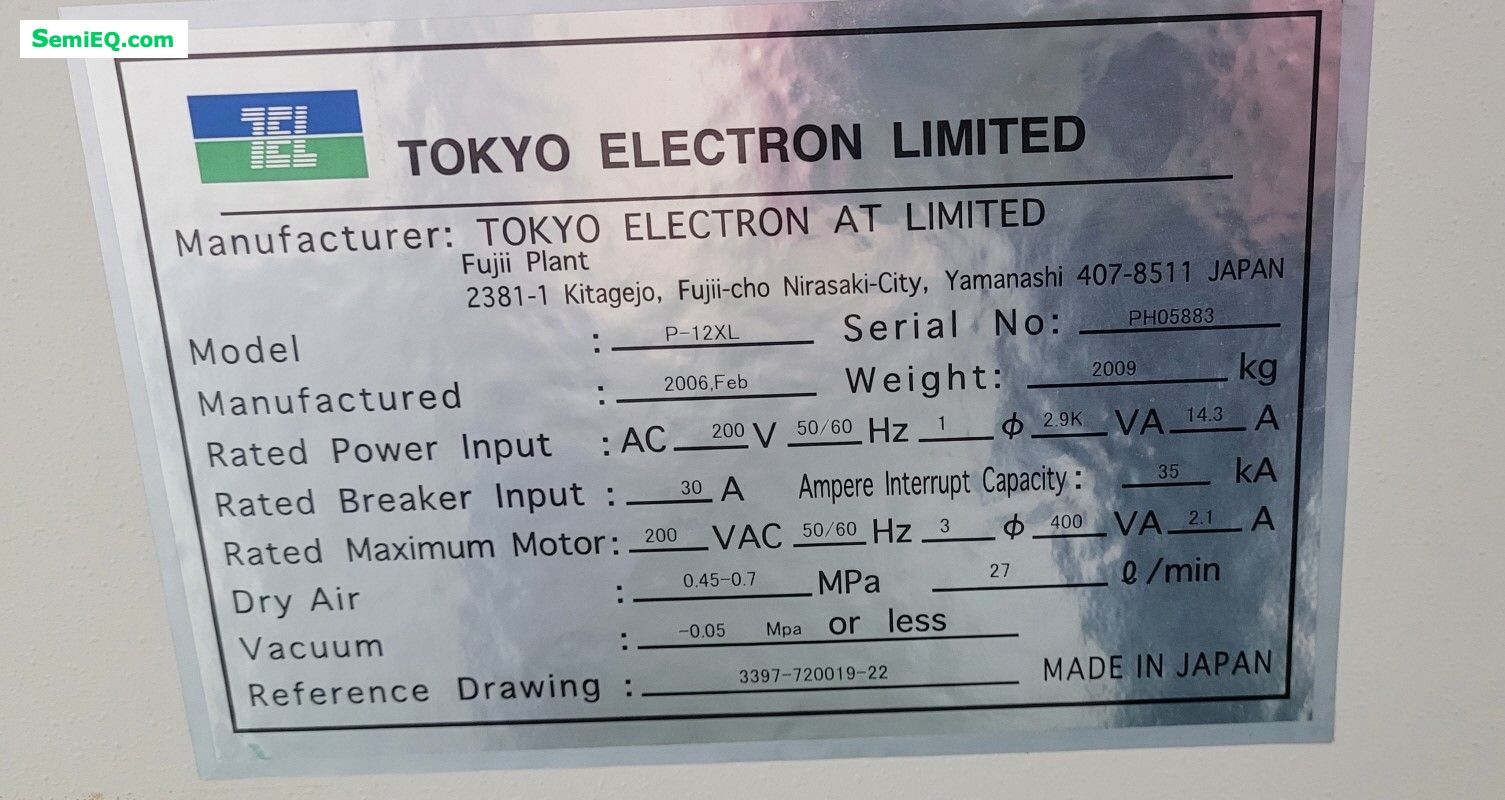 SemiEQ.com
TEL
TOKYO ELECTRON LIMITED
Manufacturer: TOKYO ELECTRON AT LIMITED
Fujii Plant
2381-1 Kitagejo, Fujii-cho Nirasaki-City, Yamanashi 407-8511 JAPAN
Model : P-12XL Serial No: PH05883
Manufactured : 2006,Feb Weight: 2009 kg
Rated Power Input : AC 200 V 50/60 Hz 1 ϕ 2.9K VA 14.3 A
Rated Breaker Input : 30 A Ampere Interrupt Capacity : 35 kA
Rated Maximum Motor: 200 VAC 50/60 Hz 3 ϕ 400 VA 2.1 A
Dry Air : 0.45-0.7 MPa 27 ℓ/min
Vacuum : -0.05 Mpa or less
Reference Drawing : 3397-720019-22 MADE IN JAPAN